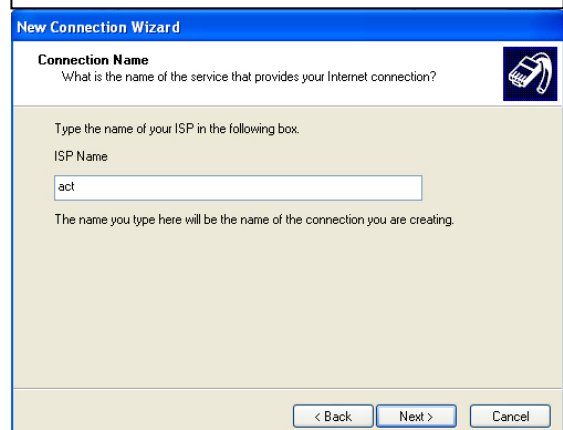 New Connection Wizard
Connection Name
What is the name of the service that provides your Internet connection?
Type the name of your ISP in the following box.
ISP Name
act
The name you type here will be the name of the connection you are creating.
< Back Next > Cancel